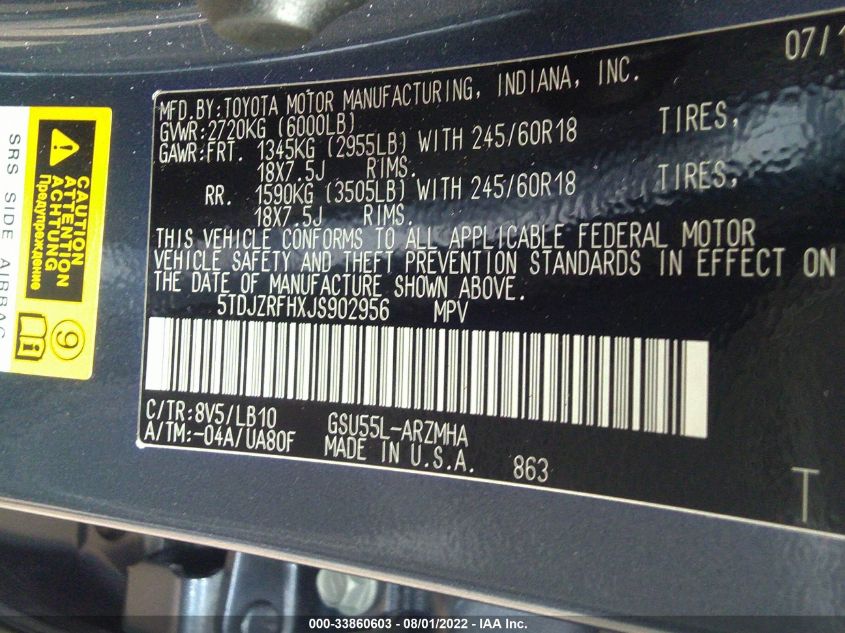 07/1
MFD.BY:TOYOTA MOTOR MANUFACTURING, INDIANA, INC.
GVWR:2720KG (6000LB)
GAWR:FRT. 1345KG (2955LB) WITH 245/60R18 TIRES,
18X7.5J RIMS.
RR. 1590KG (3505LB) WITH 245/60R18 TIRES,
18X7.5J RIMS.
THIS VEHICLE CONFORMS TO ALL APPLICABLE FEDERAL MOTOR
VEHICLE SAFETY AND THEFT PREVENTION STANDARDS IN EFFECT ON
THE DATE OF MANUFACTURE SHOWN ABOVE.
5TDJZRFHXJS902956 MPV
C/TR:8V5/LB10 GSU55L-ARZMHA
A/TM:-04A/UA80F MADE IN U.S.A. 863
T
SRS SIDE AIRBAG
CAUTION
ATTENTION
ACHTUNG
Предупреждение
9
000-33860603 - 08/01/2022 - IAA Inc.